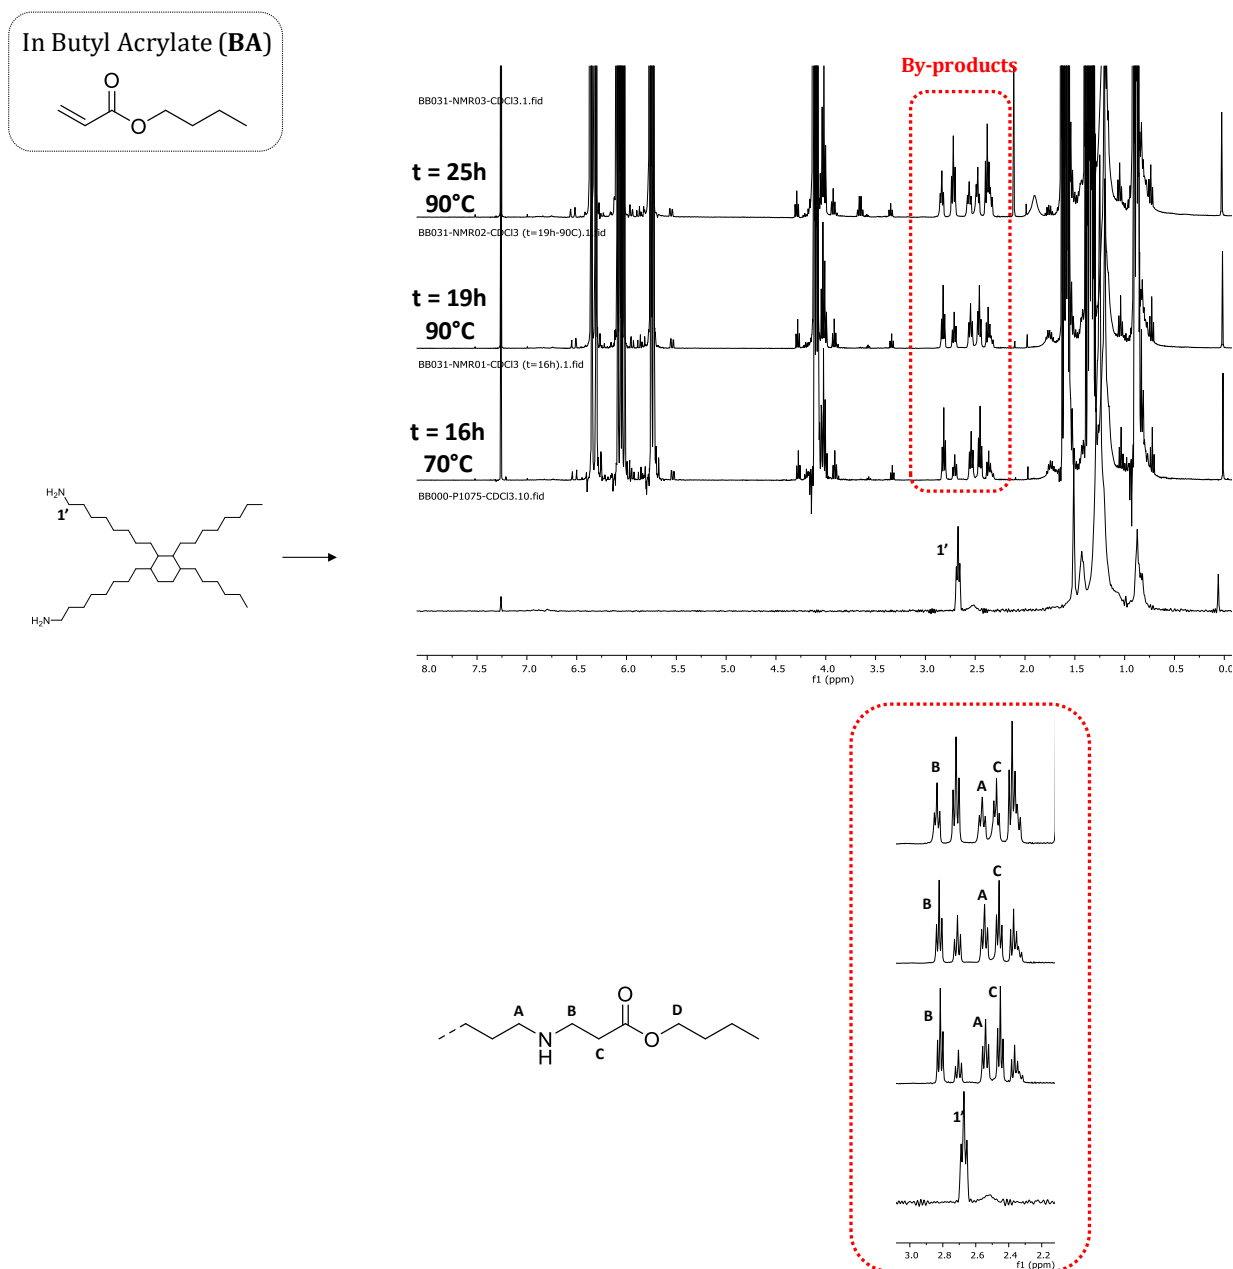 In Butyl Acrylate (BA)
O
O
By-products
BB031-NMR03-CDCl3.1.fid
t = 25h
90°C
BB031-NMR02-CDCl3 (t=19h-90C).1.fid
t = 19h
90°C
BB031-NMR01-CDCl3 (t=16h).1.fid
t = 16h
70°C
BB000-P1075-CDCl3.10.fid
H2N
1'
H2N
1'
8.0 7.5 7.0 6.5 6.0 5.5 5.0 4.5 4.0 3.5 3.0 2.5 2.0 1.5 1.0 0.5 0.0
f1 (ppm)
B A C
B A C
B A C
1'
3.0 2.8 2.6 2.4 2.2
f1 (ppm)
A B O D
N
H
C
O